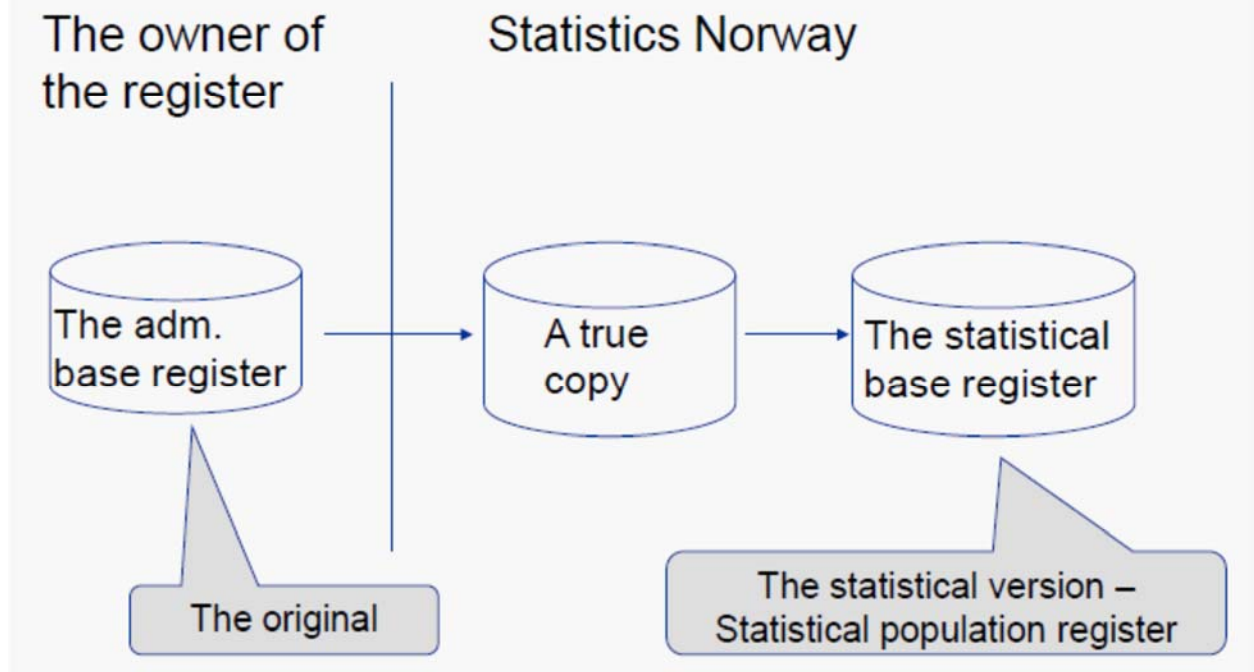 The owner of
the register
Statistics Norway
The adm.
base register
A true
copy
The statistical
base register
The original
The statistical version –
Statistical population register